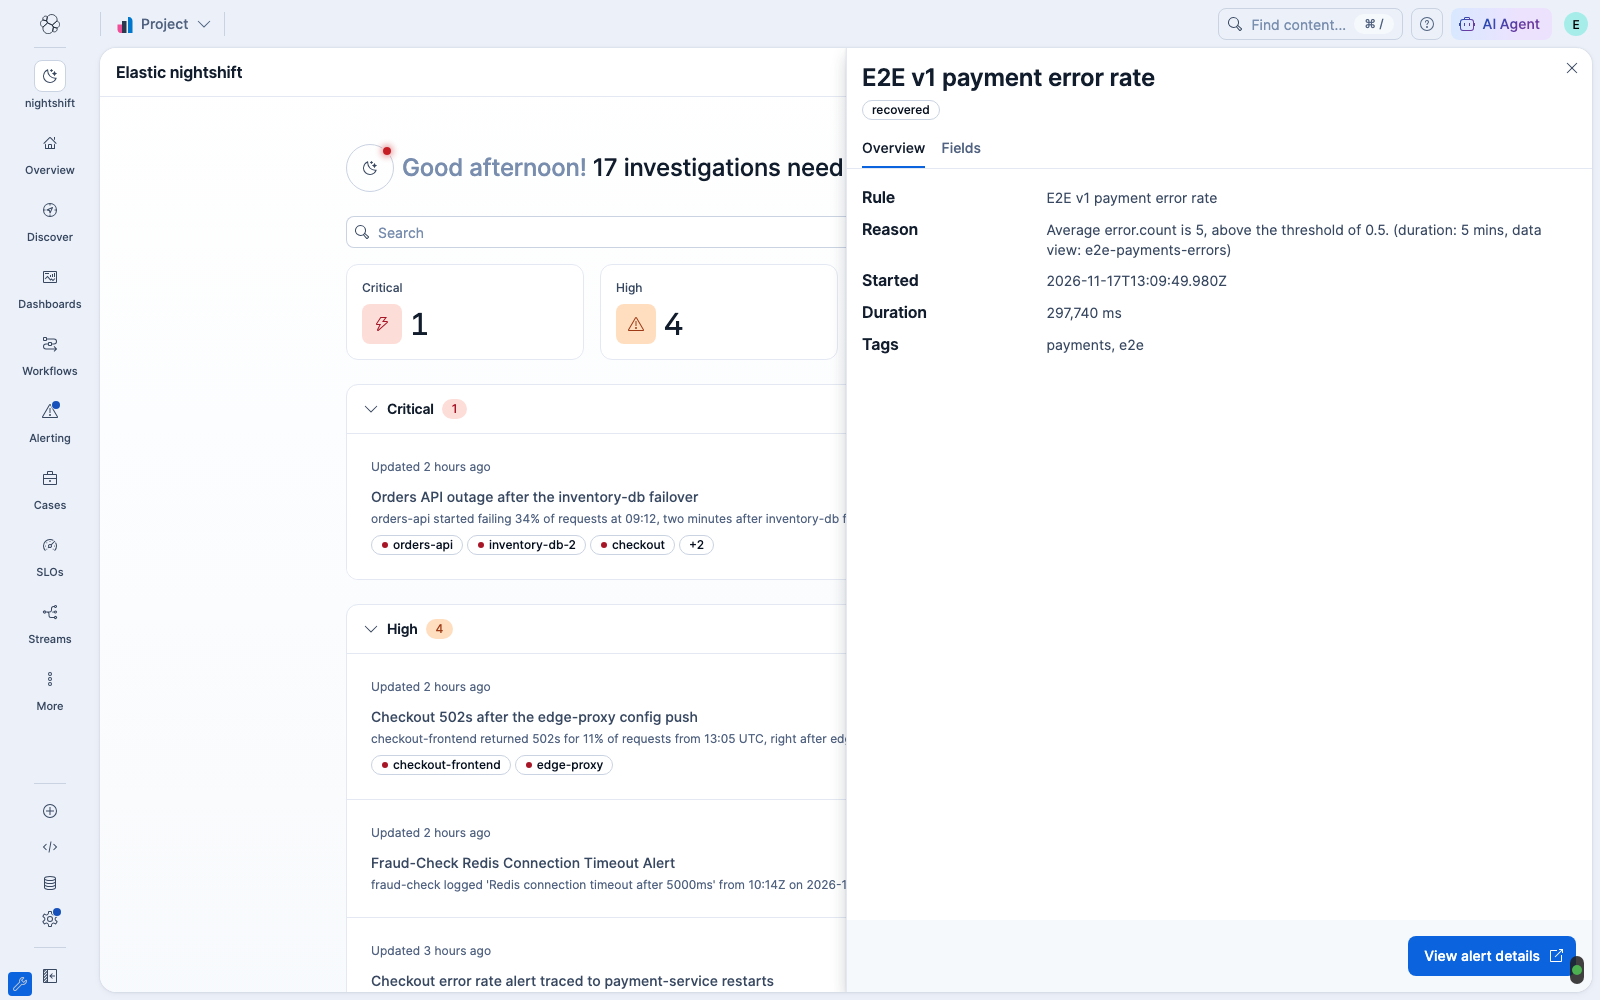 Project
Find content...
⌘ /
AI Agent
E
nightshift
Overview
Discover
Dashboards
Workflows
Alerting
Cases
SLOs
Streams
More
Elastic nightshift
Good afternoon! 17 investigations need
Search
Critical
1
High
4
Critical 1
Updated 2 hours ago
Orders API outage after the inventory-db failover
orders-api started failing 34% of requests at 09:12, two minutes after inventory-db f
orders-api
inventory-db-2
checkout
+2
High 4
Updated 2 hours ago
Checkout 502s after the edge-proxy config push
checkout-frontend returned 502s for 11% of requests from 13:05 UTC, right after edg
checkout-frontend
edge-proxy
Updated 2 hours ago
Fraud-Check Redis Connection Timeout Alert
fraud-check logged 'Redis connection timeout after 5000ms' from 10:14Z on 2026-1
Updated 3 hours ago
Checkout error rate alert traced to payment-service restarts
E2E v1 payment error rate
recovered
Overview
Fields
Rule
E2E v1 payment error rate
Reason
Average error.count is 5, above the threshold of 0.5. (duration: 5 mins, data
view: e2e-payments-errors)
Started
2026-11-17T13:09:49.980Z
Duration
297,740 ms
Tags
payments, e2e
View alert details